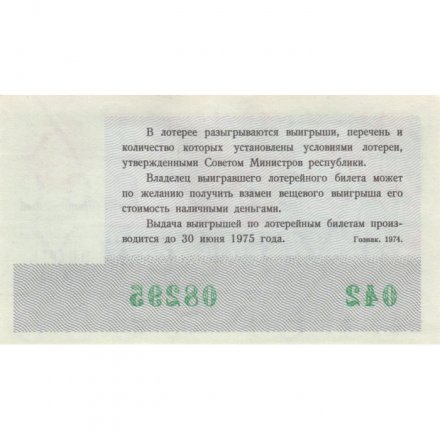 В лотерее разыгрываются выигрыши, перечень и
количество которых установлены условиями лотереи,
утвержденными Советом Министров республики.
Владелец выигравшего лотерейного билета может
по желанию получить взамен вещевого выигрыша его
стоимость наличными деньгами.
Выдача выигрышей по лотерейным билетам произ-
водится до 30 июня 1975 года. Гознак. 1974.
08295 042